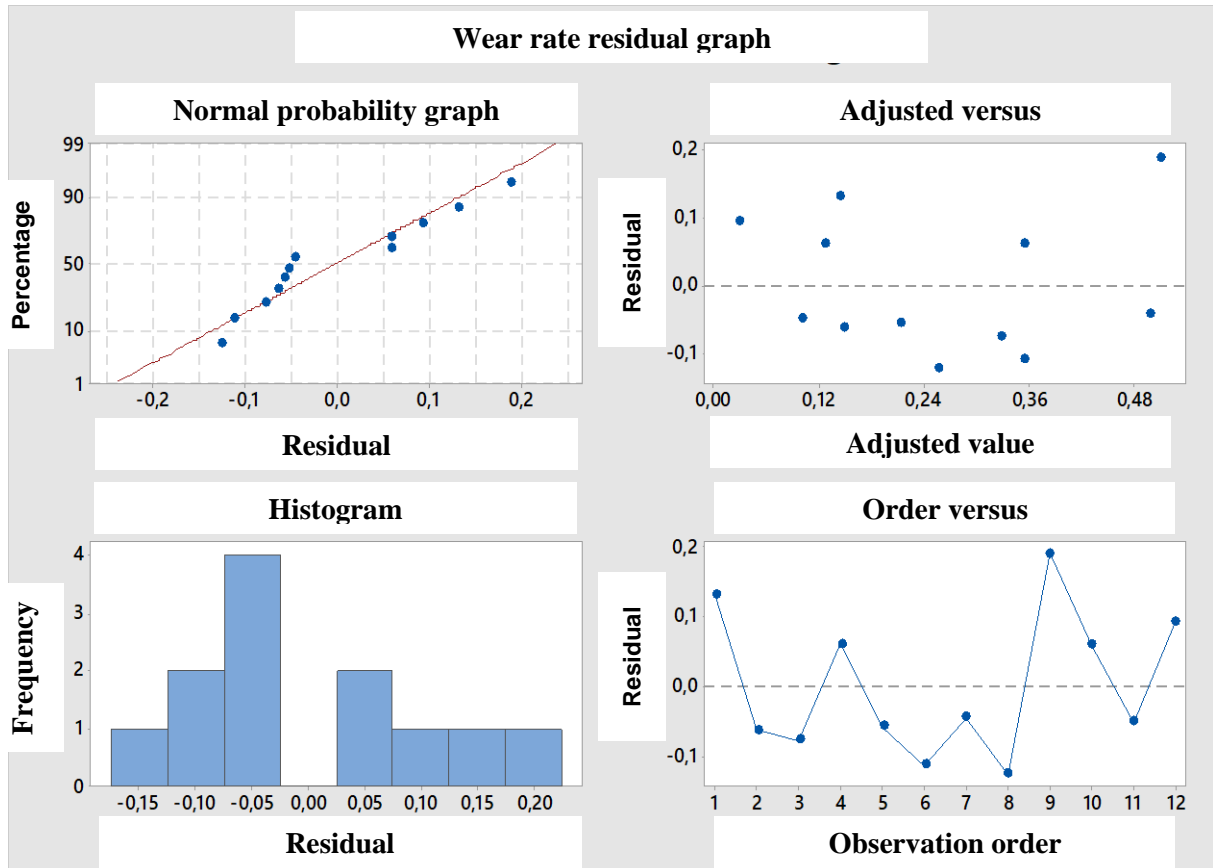 Wear rate residual graph
Normal probability graph
Percentage
99
90
50
10
1
-0,2 -0,1 0,0 0,1 0,2
Residual
Adjusted versus
Residual
0,2
0,1
0,0
-0,1
0,00 0,12 0,24 0,36 0,48
Adjusted value
Histogram
Frequency
4
3
2
1
0
-0,15 -0,10 -0,05 0,00 0,05 0,10 0,15 0,20
Residual
Order versus
Residual
0,2
0,1
0,0
-0,1
1 2 3 4 5 6 7 8 9 10 11 12
Observation order